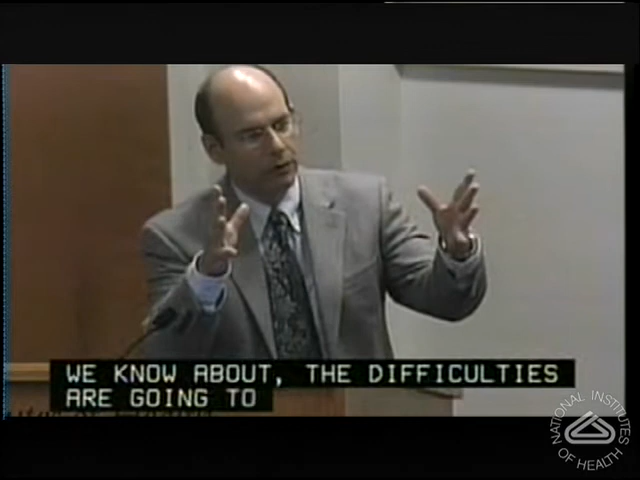 WE KNOW ABOUT, THE DIFFICULTIES
ARE GOING TO
NATIONAL INSTITUTES
OF HEALTH